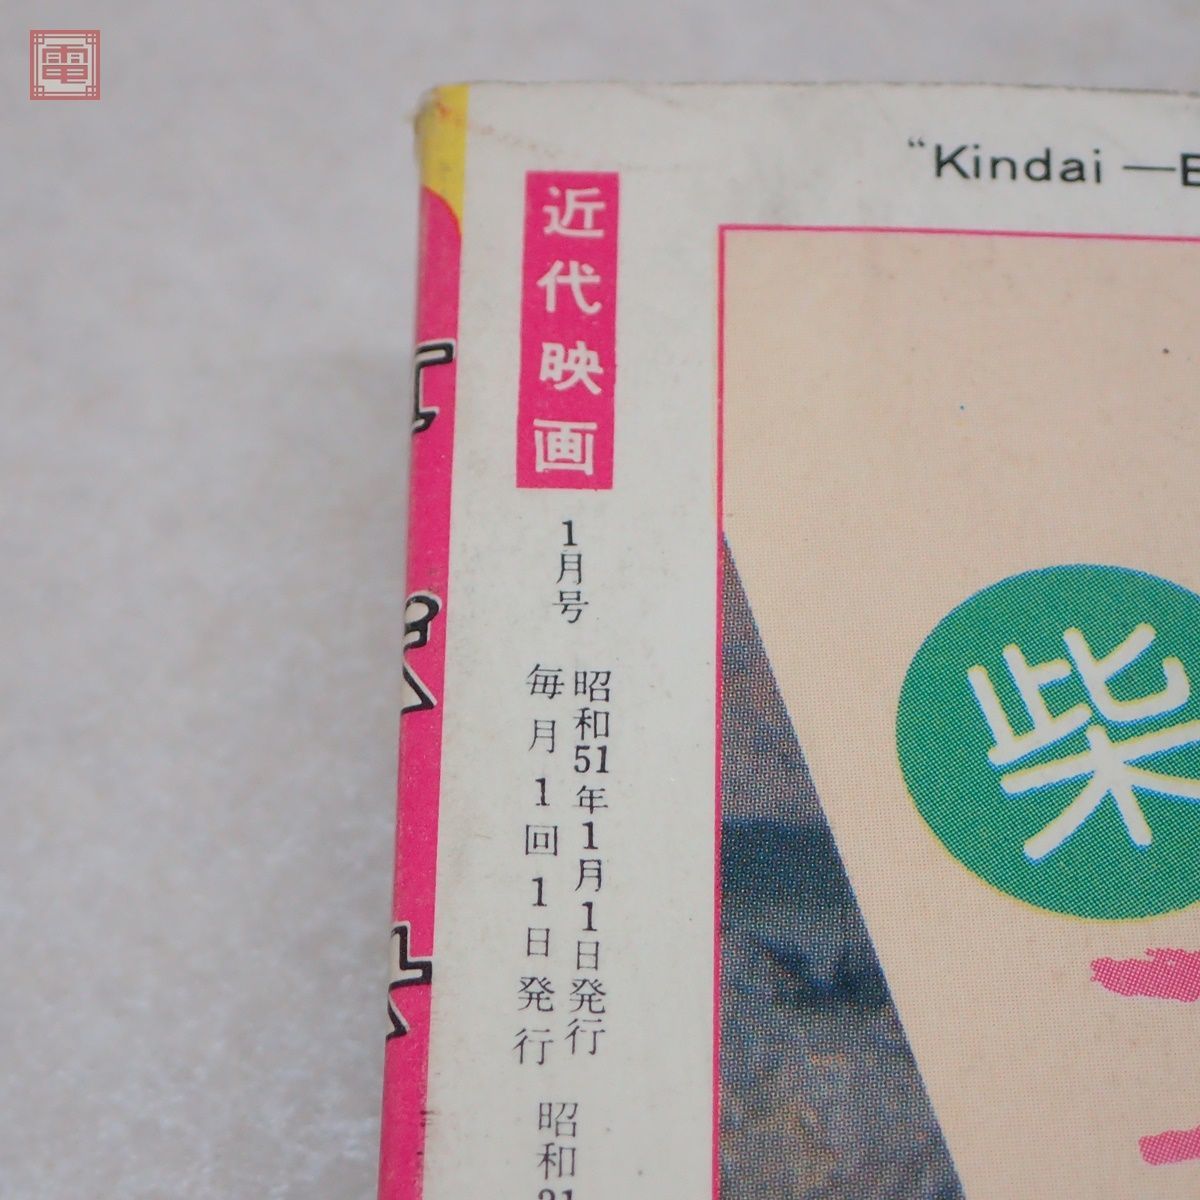 電
“Kindai —E
近代映画
1月号
昭和51年1月1日発行
毎月1回1日発行
昭和
柴